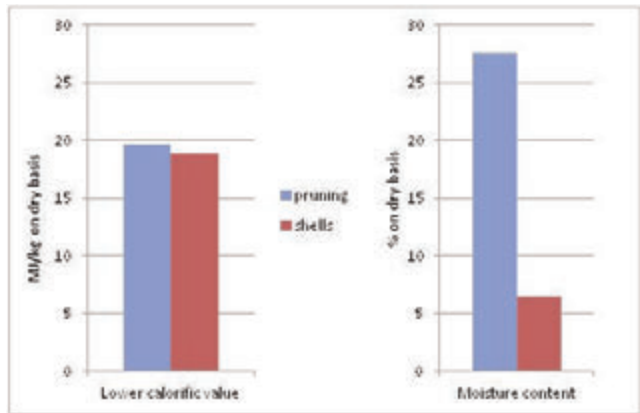 30
25
20
15
10
5
0
MJ/kg on dry basis
Lower calorific value
pruning
shells
30
25
20
15
10
5
0
% on dry basis
Moisture content